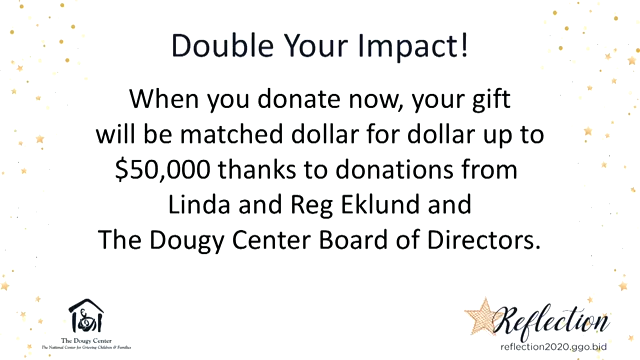 Double Your Impact!
When you donate now, your gift
will be matched dollar for dollar up to
$50,000 thanks to donations from
Linda and Reg Eklund and
The Dougy Center Board of Directors.
The Dougy Center
The National Center for Grieving Children & Families
Reflection
reflection2020.ggo.bid